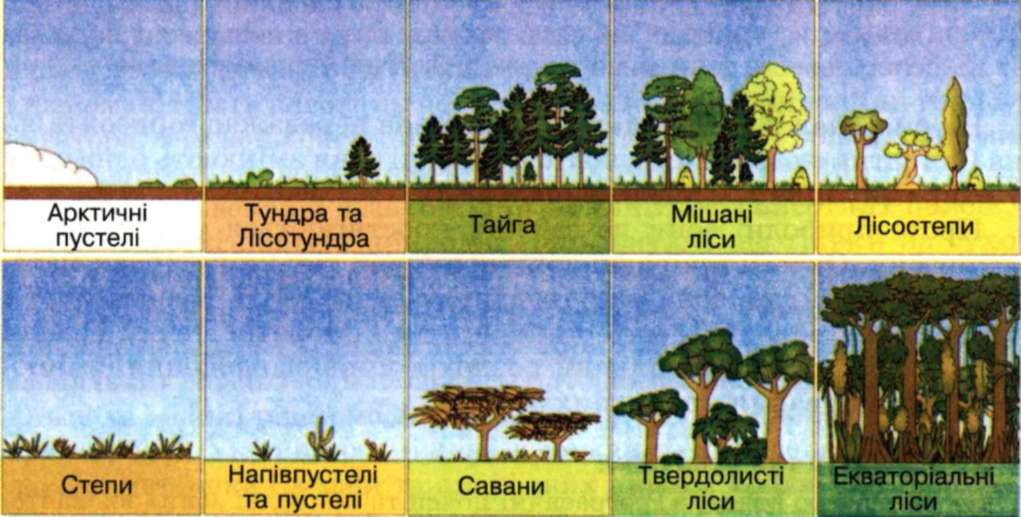 Арктичні
пустелі
Тундра та
Лісотундра
Тайга
Мішані
ліси
Лісостепи
Степи
Напівпустелі
та пустелі
Савани
Твердолисті
ліси
Екваторіальні
ліси